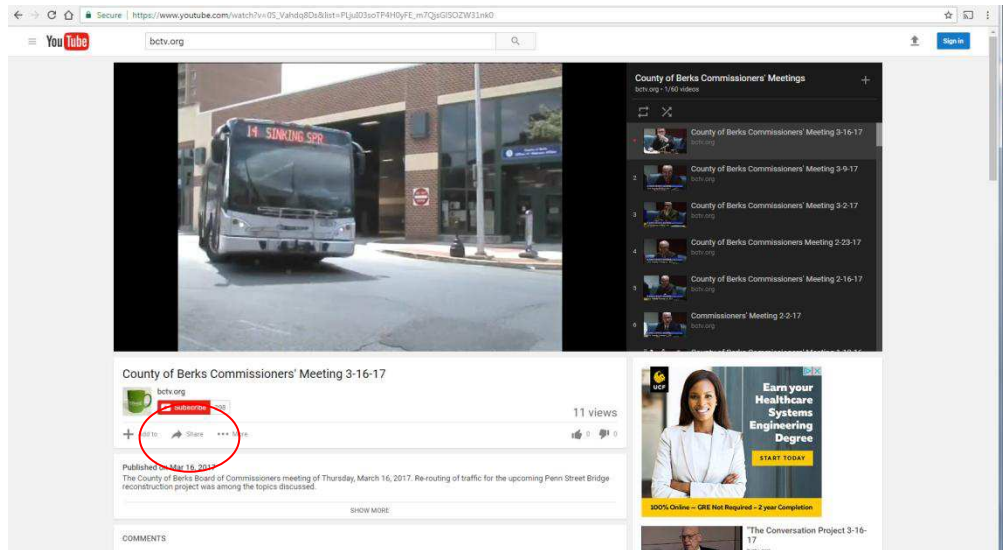 Secure | https://www.youtube.com/watch?v=0S_Vahdq8Ds&list=PLjuI03soTP4H0yFE_m7QjsGISOZW31nk0
You Tube
bctv.org
Sign in
14 SINKING SPR
County of Berks Commissioners' Meetings
bctv.org • 1/60 videos
County of Berks Commissioners' Meeting 3-16-17
bctv.org
2
County of Berks Commissioners' Meeting 3-9-17
bctv.org
3
County of Berks Commissioners' Meeting 3-2-17
bctv.org
4
County of Berks Commissioners Meeting 2-23-17
bctv.org
5
County of Berks Commissioners' Meeting 2-16-17
bctv.org
6
Commissioners' Meeting 2-2-17
bctv.org
County of Berks Commissioners' Meeting 3-16-17
bctv.org
subscribe
11 views
Add to Share More
0 0
Published on Mar 16, 2017
The County of Berks Board of Commissioners meeting of Thursday, March 16, 2017. Re-routing of traffic for the upcoming Penn Street Bridge
reconstruction project was among the topics discussed.
SHOW MORE
COMMENTS
UCF
Earn your
Healthcare
Systems
Engineering
Degree
START TODAY
100% Online – GRE Not Required – 2 year Completion
"The Conversation Project 3-16-
17